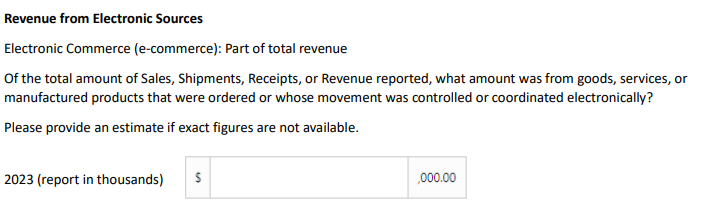 Revenue from Electronic Sources
Electronic Commerce (e-commerce): Part of total revenue
Of the total amount of Sales, Shipments, Receipts, or Revenue reported, what amount was from goods, services, or
manufactured products that were ordered or whose movement was controlled or coordinated electronically?
Please provide an estimate if exact figures are not available.
2023 (report in thousands) $ ,000.00